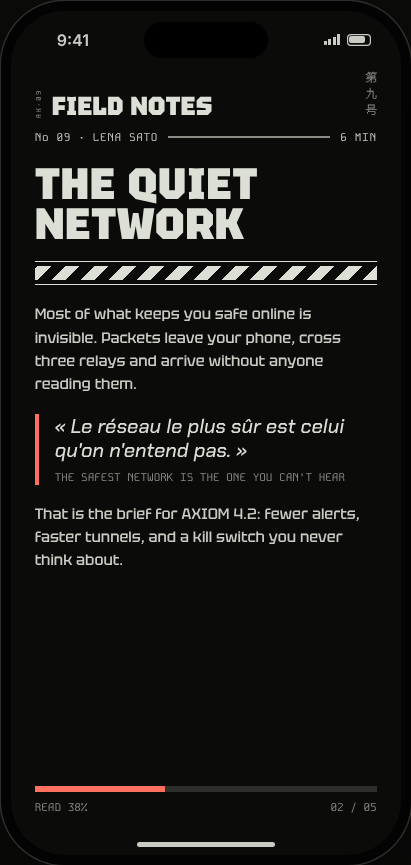 9:41
第九号
AX-09
FIELD NOTES
No 09 · LENA SATO
6 MIN
THE QUIET
NETWORK
Most of what keeps you safe online is
invisible. Packets leave your phone, cross
three relays and arrive without anyone
reading them.
« Le réseau le plus sûr est celui
qu'on n'entend pas. »
THE SAFEST NETWORK IS THE ONE YOU CAN'T HEAR
That is the brief for AXIOM 4.2: fewer alerts,
faster tunnels, and a kill switch you never
think about.
READ 38%
02 / 05